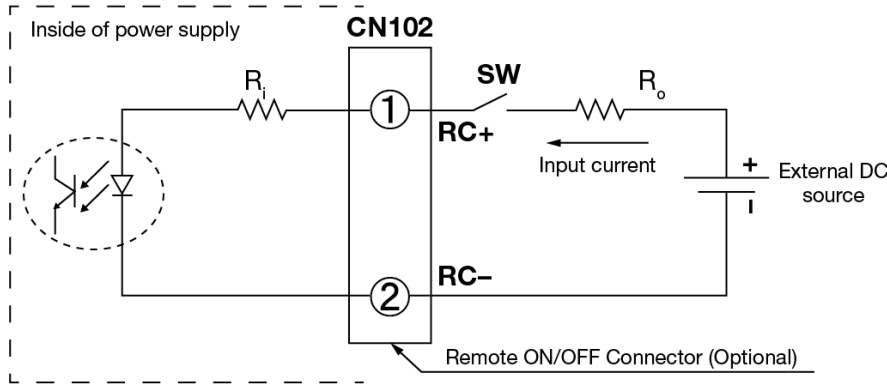 Inside of power supply
CN102
Ri
1
SW
Ro
RC+
Input current
+
External DC
source
2
RC–
Remote ON/OFF Connector (Optional)